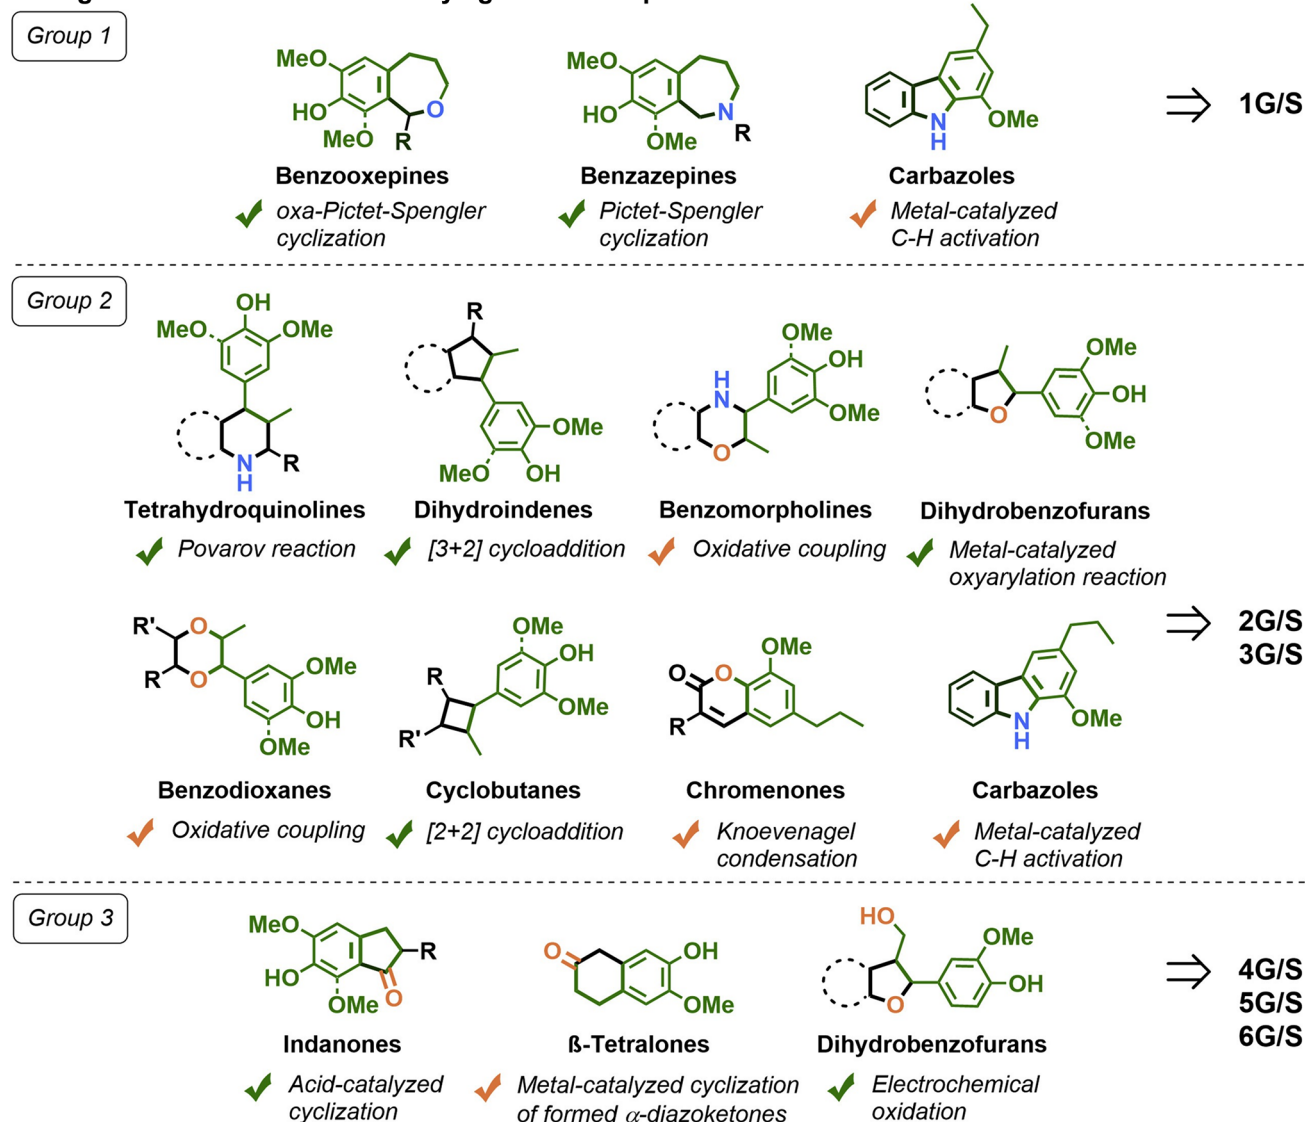 Group 1
MeO
HO
MeO
R
O
MeO
HO
OMe
N
R
N
H
OMe
1G/S
Benzooxepines
Benzazepines
Carbazoles
oxa-Pictet-Spengler
cyclization
Pictet-Spengler
cyclization
Metal-catalyzed
C-H activation
Group 2
OH
MeO
OMe
N
H
R
R
OMe
MeO
OH
OMe
OH
OMe
H
N
O
OMe
OH
OMe
O
Tetrahydroquinolines
Dihydroindenes
Benzomorpholines
Dihydrobenzofurans
Povarov reaction
[3+2] cycloaddition
Oxidative coupling
Metal-catalyzed
oxyarylation reaction
2G/S
3G/S
R'
O
R
O
OMe
OH
OMe
OMe
OH
OMe
R
R'
OMe
O
O
R
N
H
OMe
Benzodioxanes
Cyclobutanes
Chromenones
Carbazoles
Oxidative coupling
[2+2] cycloaddition
Knoevenagel
condensation
Metal-catalyzed
C-H activation
Group 3
MeO
HO
OMe
O
R
O
OH
OMe
HO
O
OMe
OH
4G/S
5G/S
6G/S
Indanones
ß-Tetralones
Dihydrobenzofurans
Acid-catalyzed
cyclization
Metal-catalyzed cyclization
of formed α-diazoketones
Electrochemical
oxidation